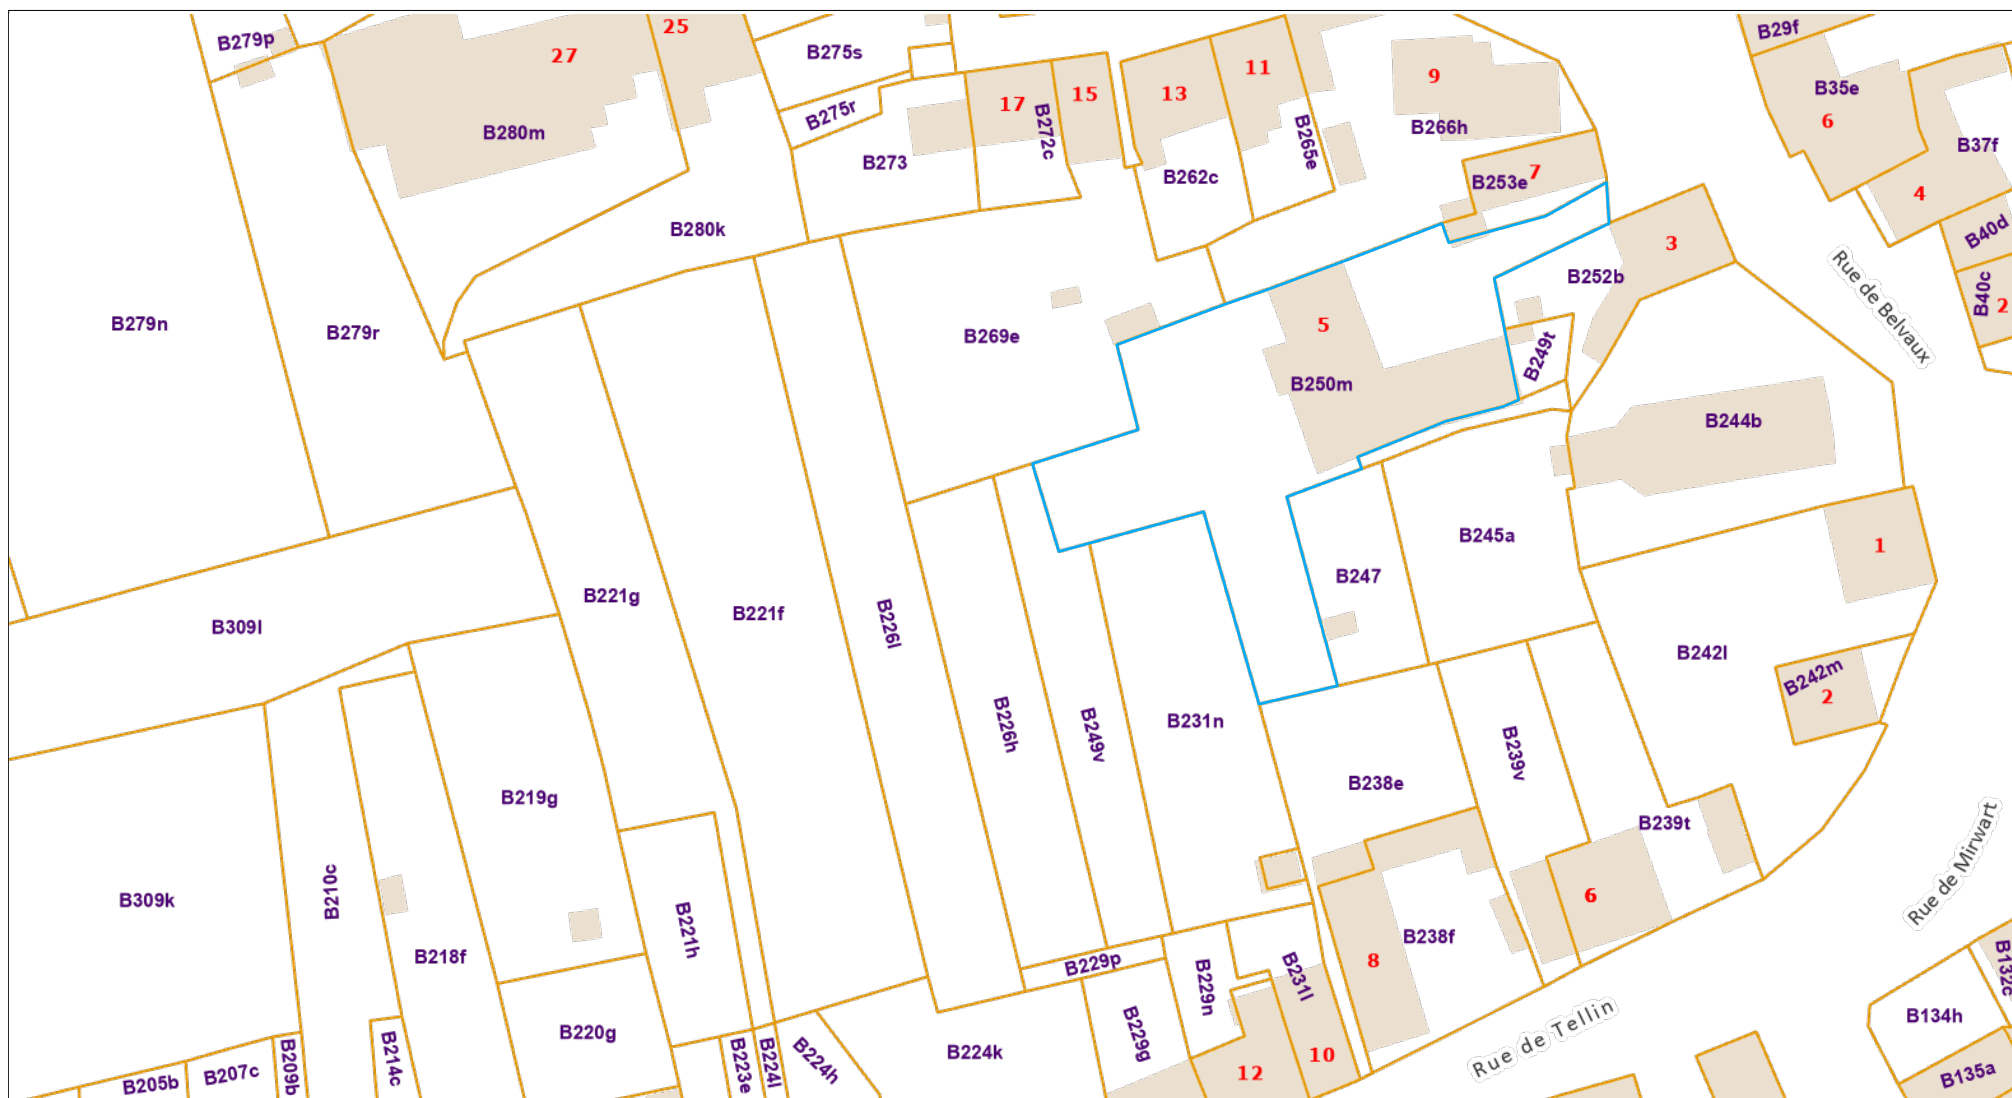 B279p
27
25
B275s
B29f
B280m
B275r
17
B272c
15
13
11
9
B266h
B265e
B35e
6
B37f
B273
B262c
B253e
7
4
B280k
B40d
3
B252b
Rue de Belvaux
B40c
2
B279n
B279r
B269e
5
B250m
B249t
B244b
B245a
1
B247
B309l
B221g
B221f
B226l
B226h
B249v
B231n
B242l
B242m
2
B239v
B238e
B219g
B239t
Rue de Mirwart
B309k
B210c
B218f
B221h
6
B238f
8
B229p
B229n
B231l
B132c
B134h
B220g
B214c
B209b
B207c
B205b
B223e
B224l
B224h
B224k
B229g
12
10
Rue de Tellin
B135a